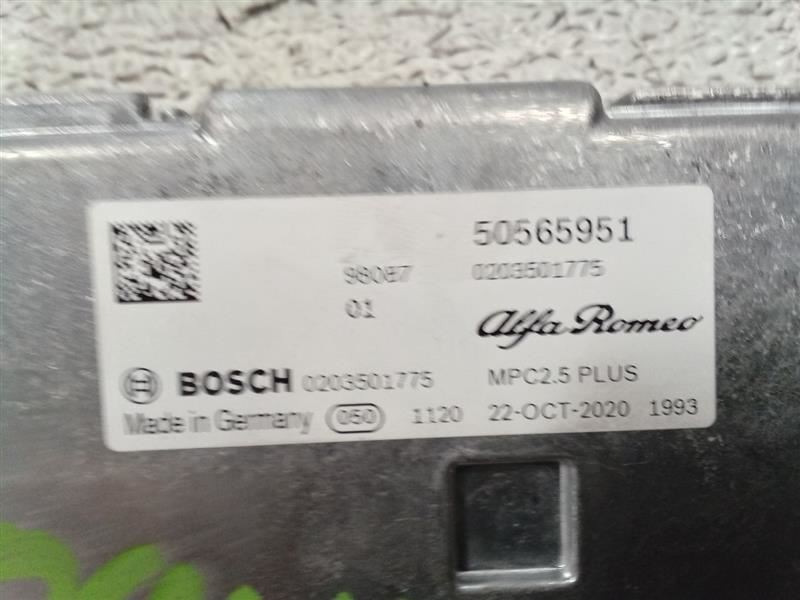 50565951
98087 0203501775
01
Alfa Romeo
BOSCH 0203501775 MPC2.5 PLUS
Made in Germany 050 1120 22-OCT-2020 1993